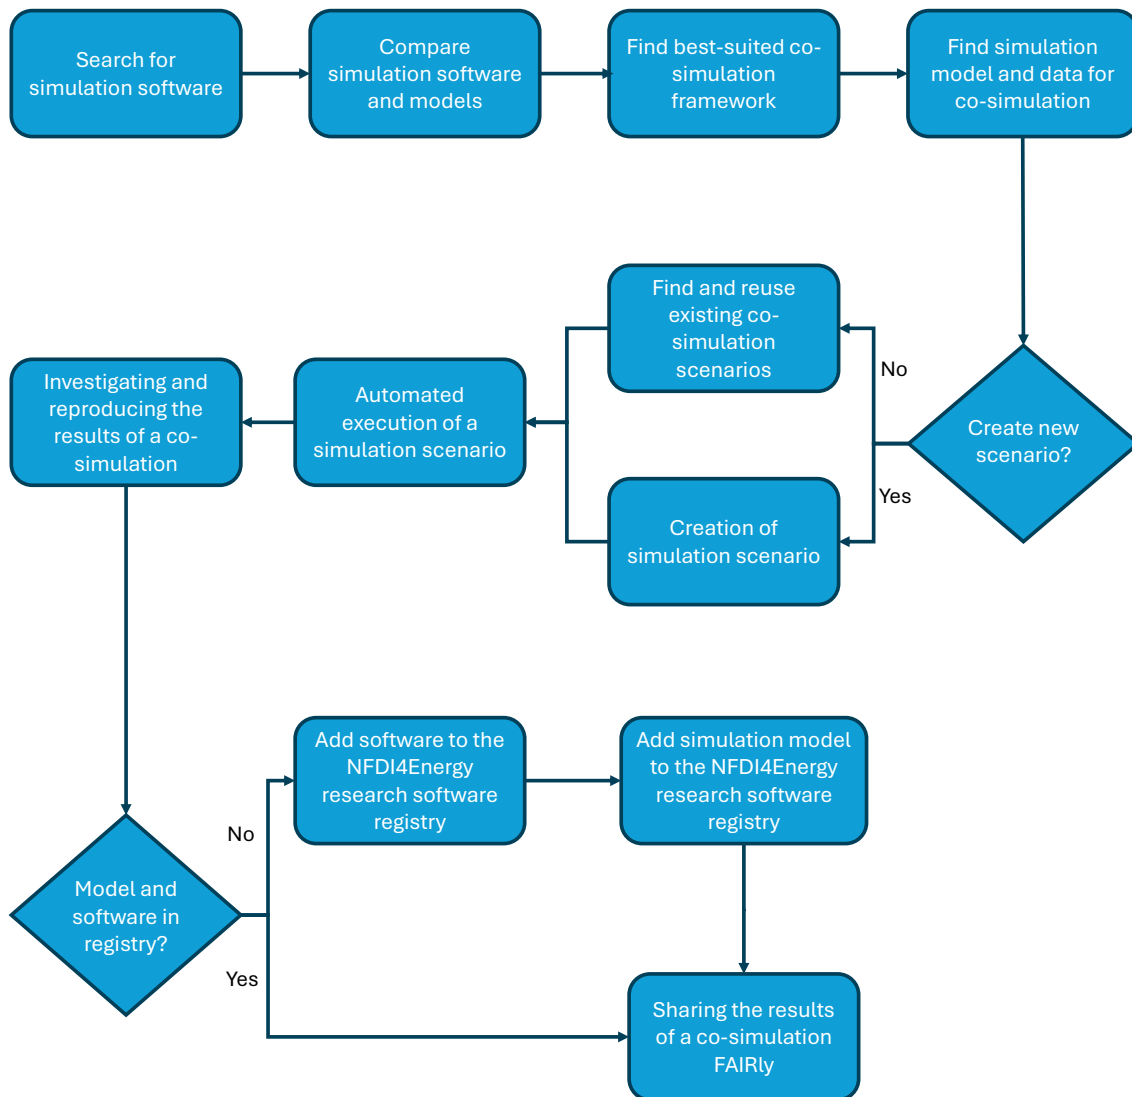 Search for
simulation software
Compare
simulation software
and models
Find best-suited co-
simulation
framework
Find simulation
model and data for
co-simulation
Create new
scenario?
No
Yes
Find and reuse
existing co-
simulation
scenarios
Creation of
simulation scenario
Automated
execution of a
simulation scenario
Investigating and
reproducing the
results of a co-
simulation
Model and
software in
registry?
No
Yes
Add software to the
NFDI4Energy
research software
registry
Add simulation model
to the NFDI4Energy
research software
registry
Sharing the results
of a co-simulation
FAIRly